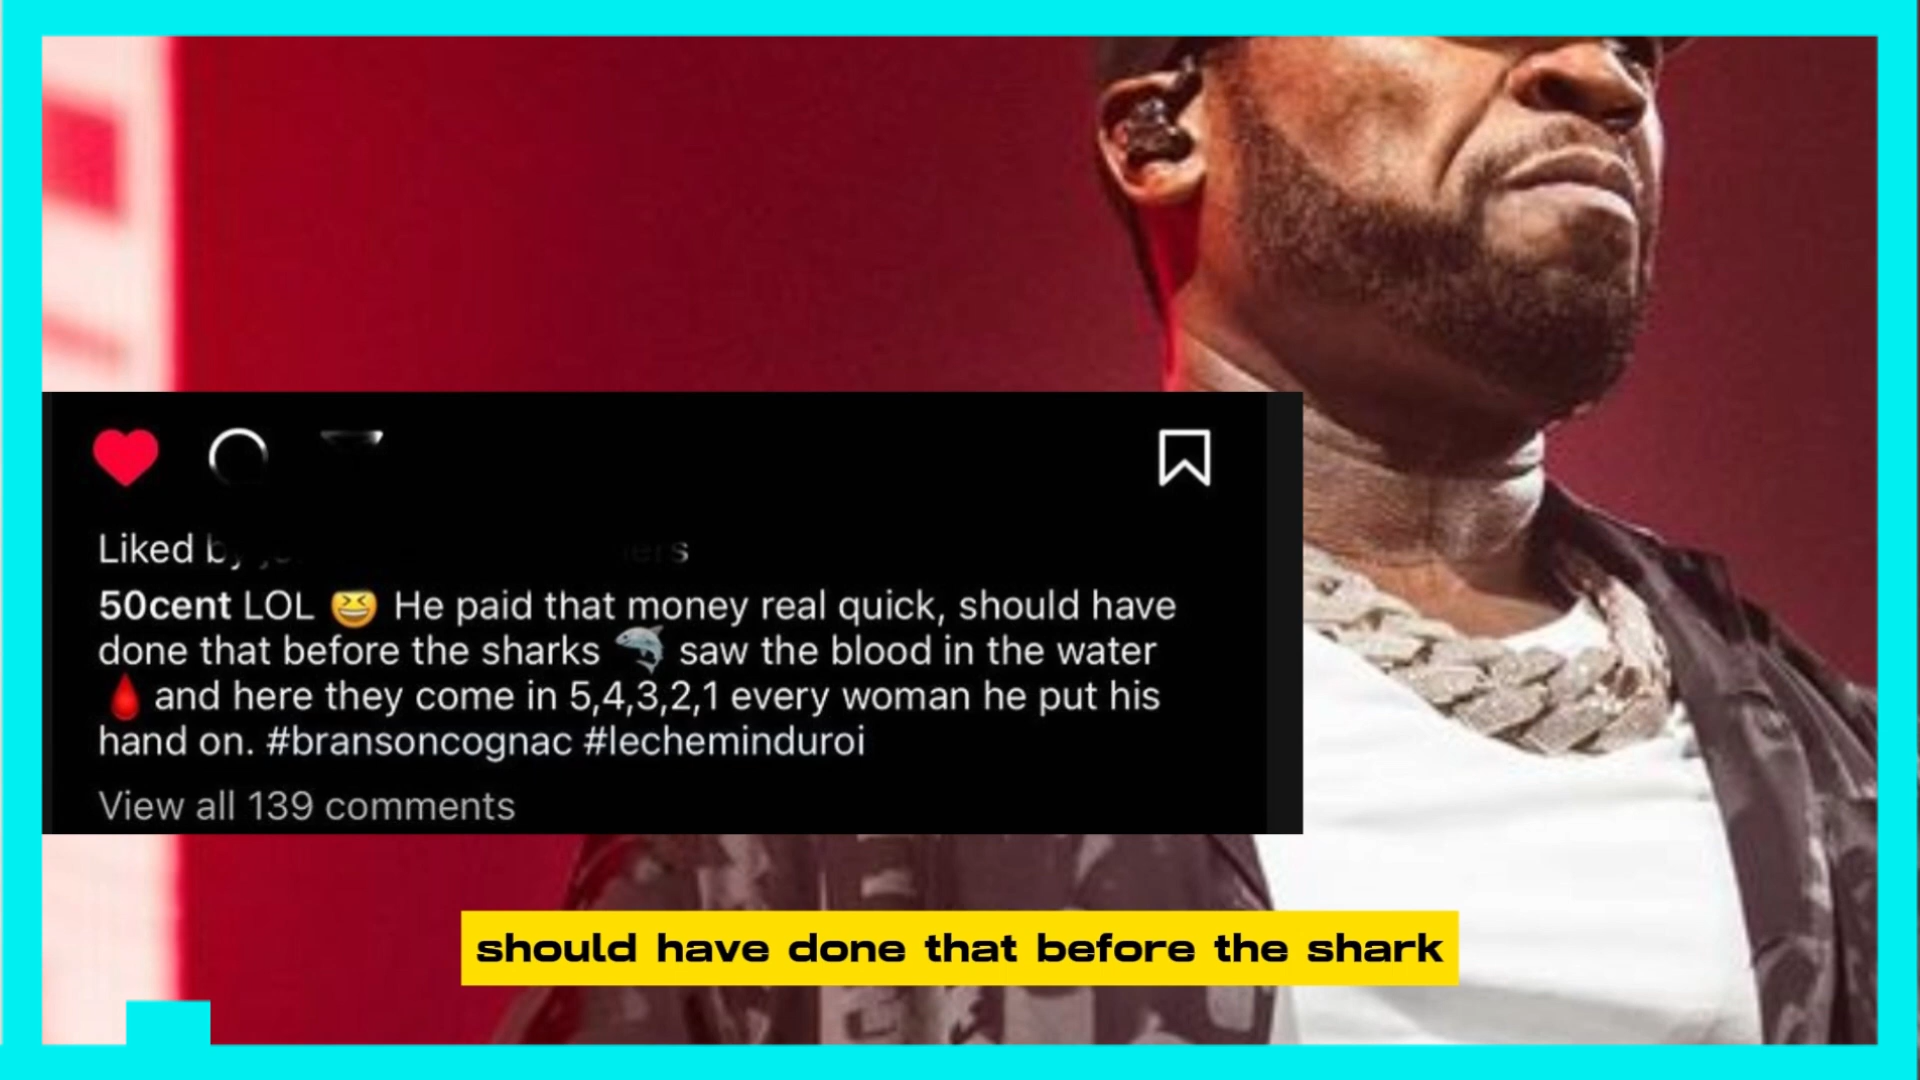 Liked by
50cent LOL 😆 He paid that money real quick, should have
done that before the sharks 🦈 saw the blood in the water
🩸 and here they come in 5,4,3,2,1 every woman he put his
hand on. #bransoncognac #lecheminduroi
View all 139 comments
should have done that before the shark